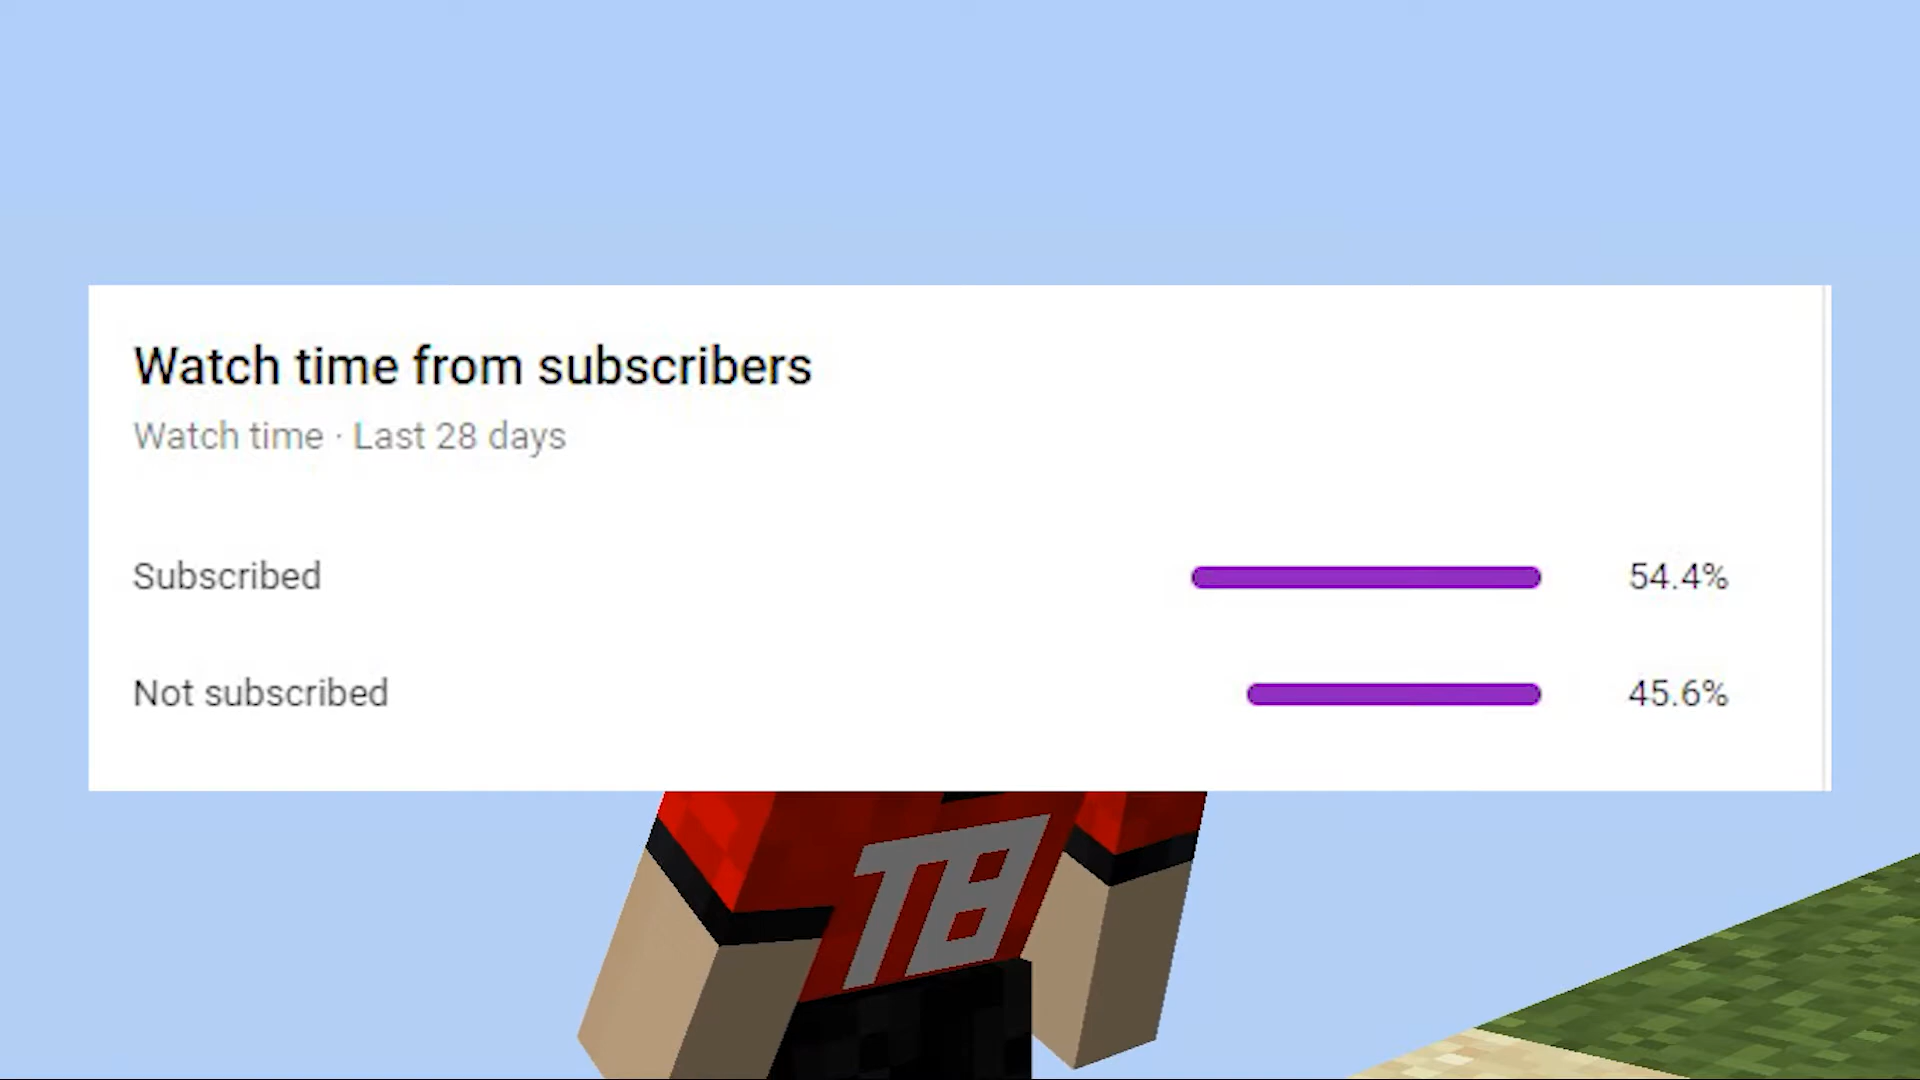 Watch time from subscribers
Watch time · Last 28 days
Subscribed 54.4%
Not subscribed 45.6%
TB